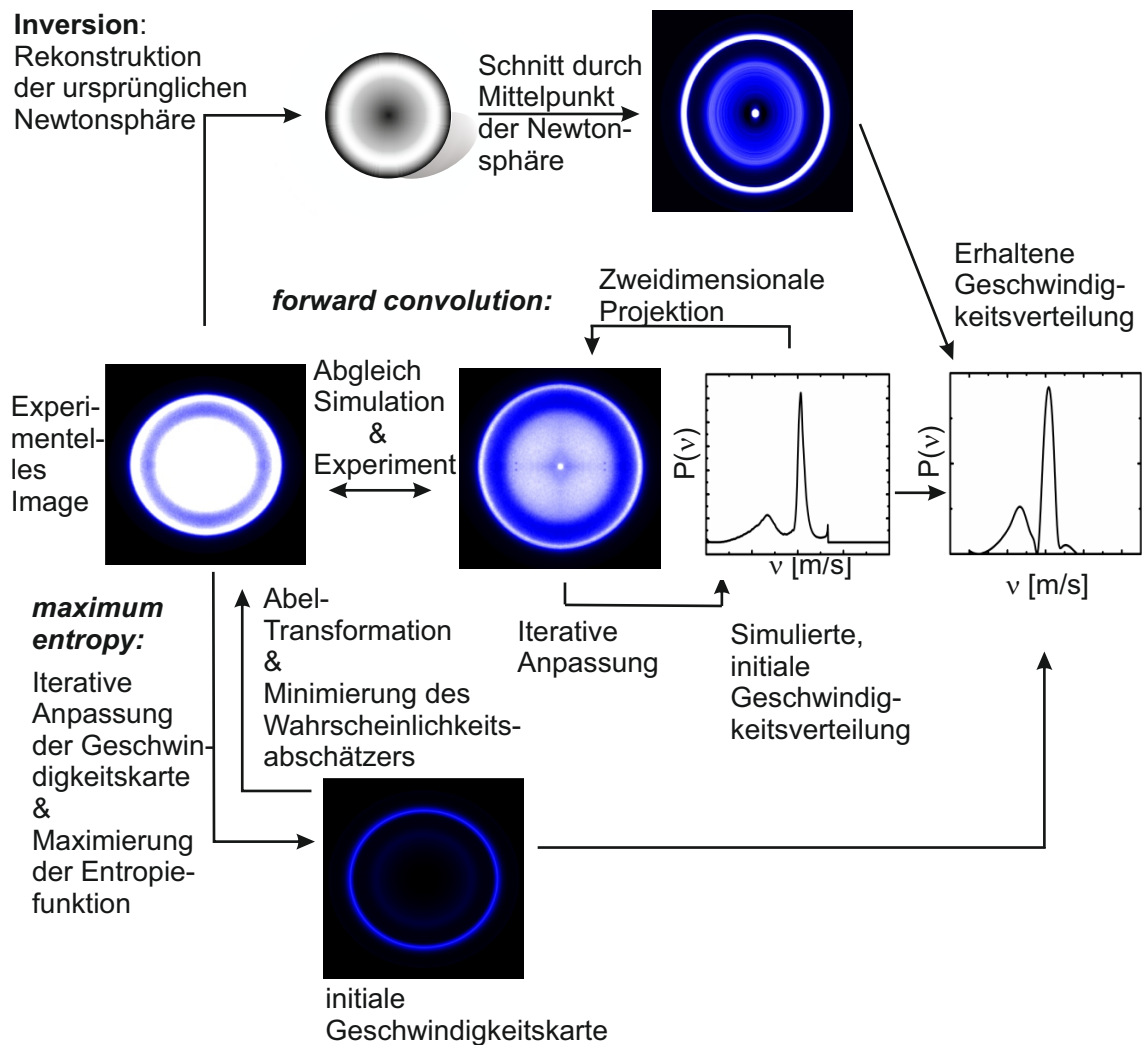 Inversion:
Rekonstruktion
der ursprünglichen
Newtonsphäre
Schnitt durch
Mittelpunkt
der Newton-
sphäre
Erhaltene
Geschwindig-
keitsverteilung
forward convolution:
Zweidimensionale
Projektion
Experi-
mentel-
les
Image
Abgleich
Simulation
&
Experiment
P(ν)
ν [m/s]
P(ν)
ν [m/s]
Iterative
Anpassung
Simulierte,
initiale
Geschwindig-
keitsverteilung
maximum
entropy:
Iterative
Anpassung
der Geschwin-
digkeitskarte
&
Maximierung
der Entropie-
funktion
Abel-
Transformation
&
Minimierung des
Wahrscheinlichkeits-
abschätzers
initiale
Geschwindigkeitskarte